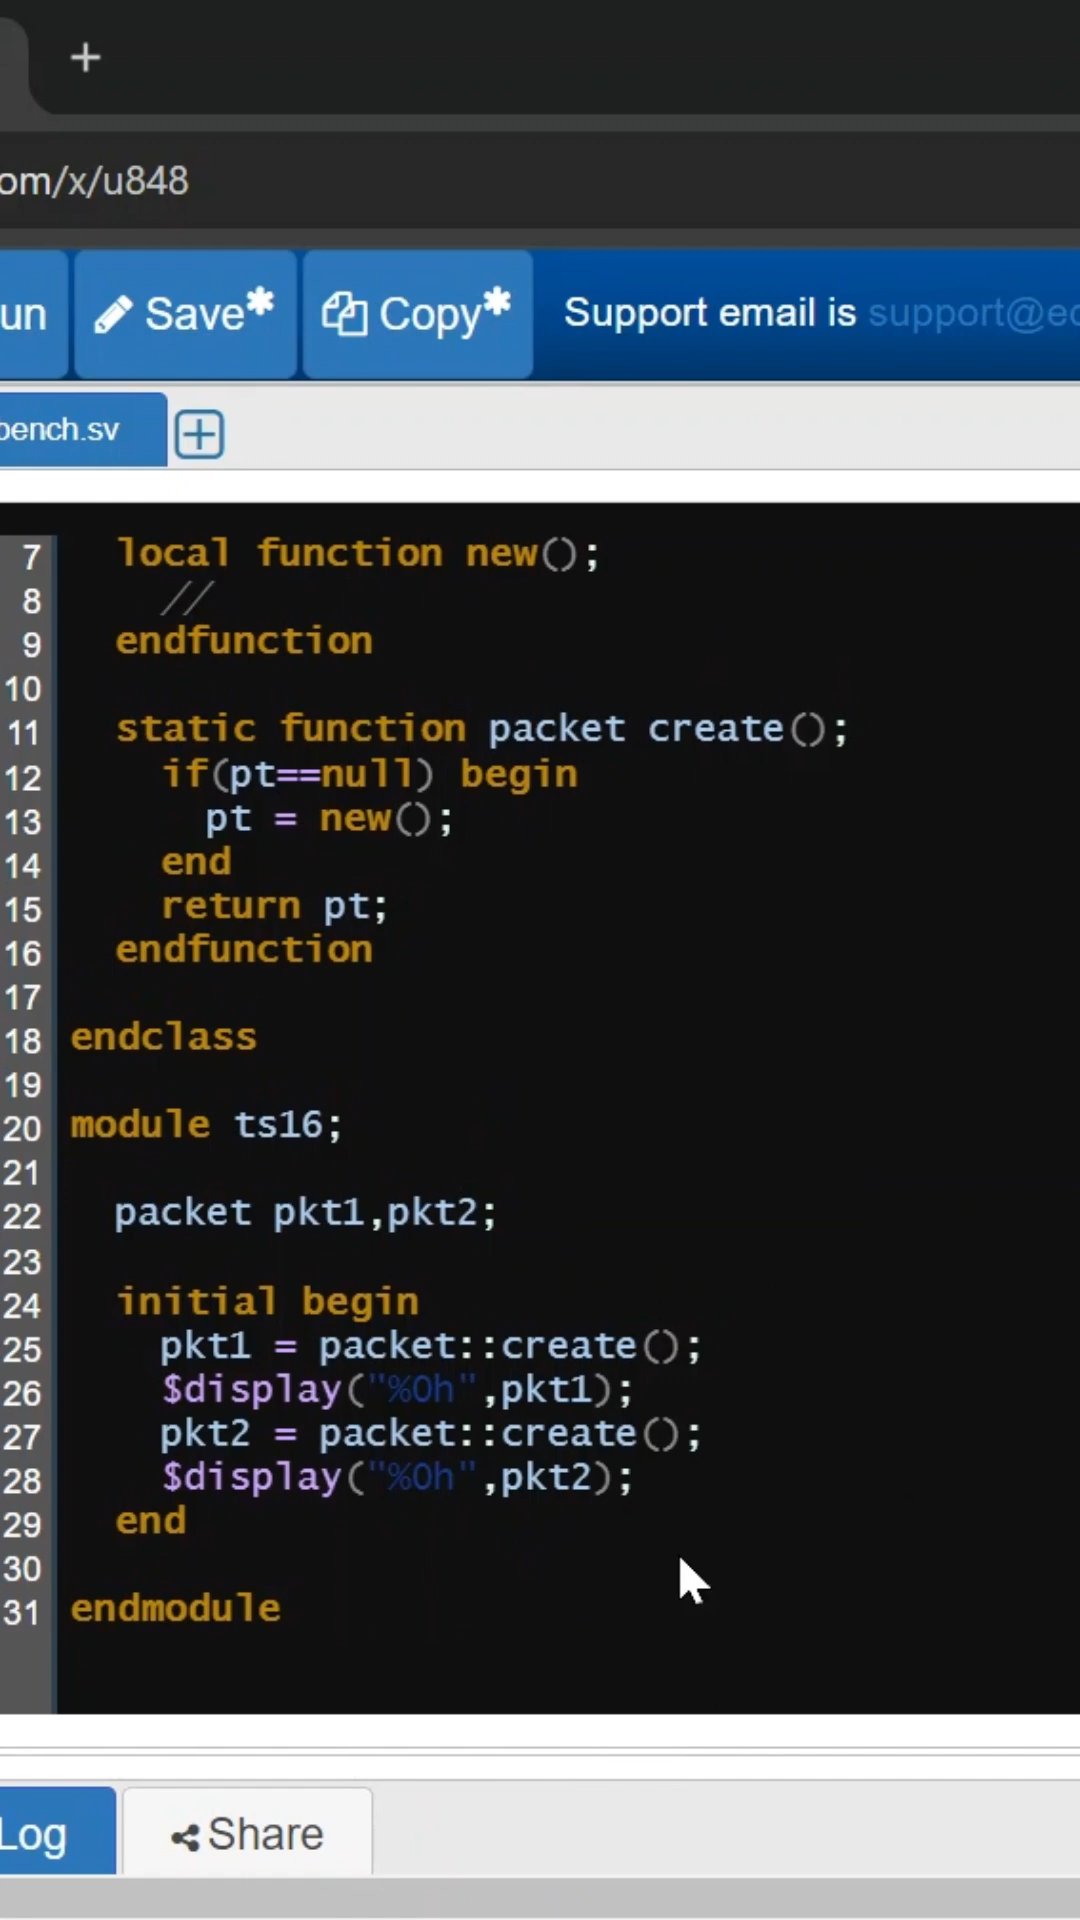 +
om/x/u848
un Save* Copy* Support email is support@ed
bench.sv
7 local function new();
8 //
9 endfunction
10
11 static function packet create();
12 if(pt==null) begin
13 pt = new();
14 end
15 return pt;
16 endfunction
17
18 endclass
19
20 module ts16;
21
22 packet pkt1,pkt2;
23
24 initial begin
25 pkt1 = packet::create();
26 $display("%0h",pkt1);
27 pkt2 = packet::create();
28 $display("%0h",pkt2);
29 end
30
31 endmodule
Log Share